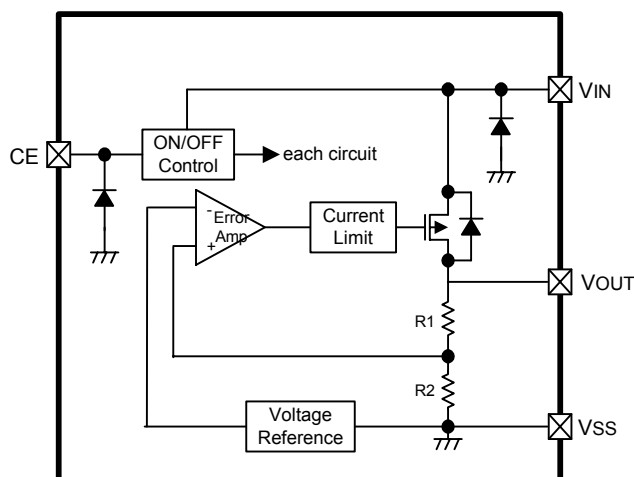 VIN
CE
ON/OFF
Control
each circuit
-
Error
Amp
+
Current
Limit
VOUT
R1
R2
Voltage
Reference
VSS